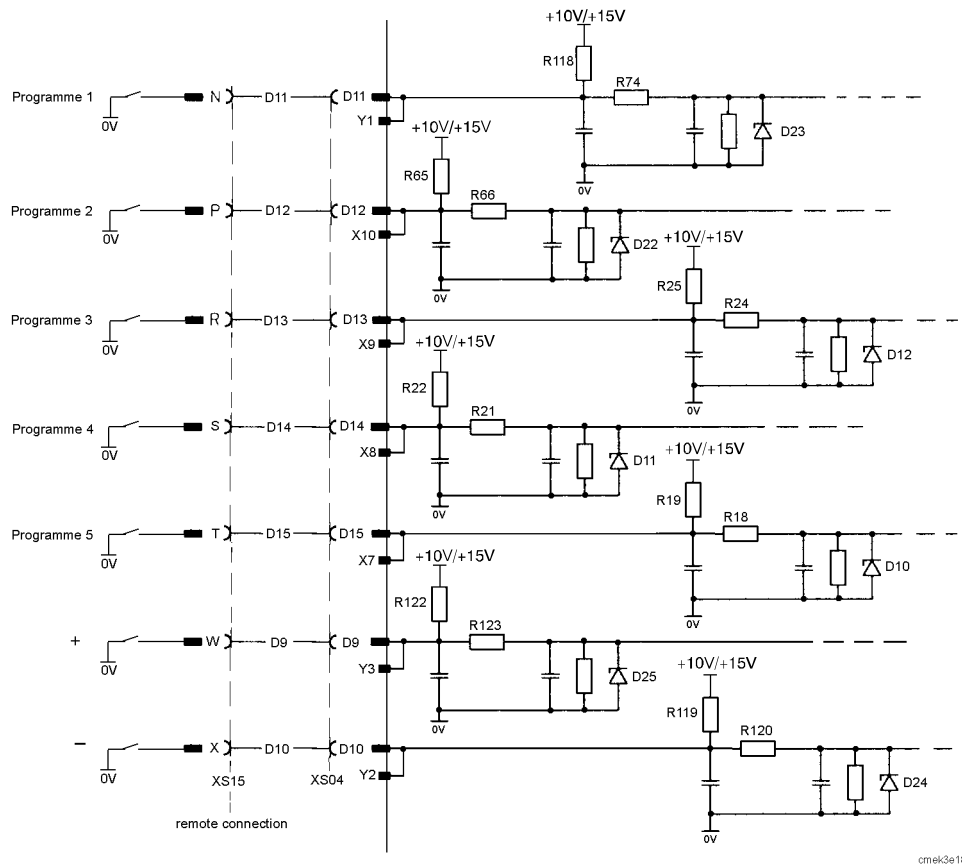 +10V/+15V
R118
R74
Programme 1
N
D11
D11
Y1
0V
D23
0V
+10V/+15V
R65
R66
Programme 2
P
D12
D12
X10
0V
D22
0V
+10V/+15V
R25
R24
Programme 3
R
D13
D13
X9
0V
D12
0V
+10V/+15V
R22
R21
Programme 4
S
D14
D14
X8
0V
D11
0V
+10V/+15V
R19
R18
Programme 5
T
D15
D15
X7
0V
D10
0V
+10V/+15V
R122
R123
+
W
D9
D9
Y3
0V
D25
0V
+10V/+15V
R119
R120
−
X
D10
D10
Y2
0V
D24
0V
XS15
XS04
remote connection